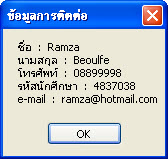 ข้อมูลการติดต่อ
ชื่อ : Ramza
นามสกุล : Beoulfe
โทรศัพท์ : 08899998
รหัสนักศึกษา : 4837038
e-mail : ramza@hotmail.com
OK